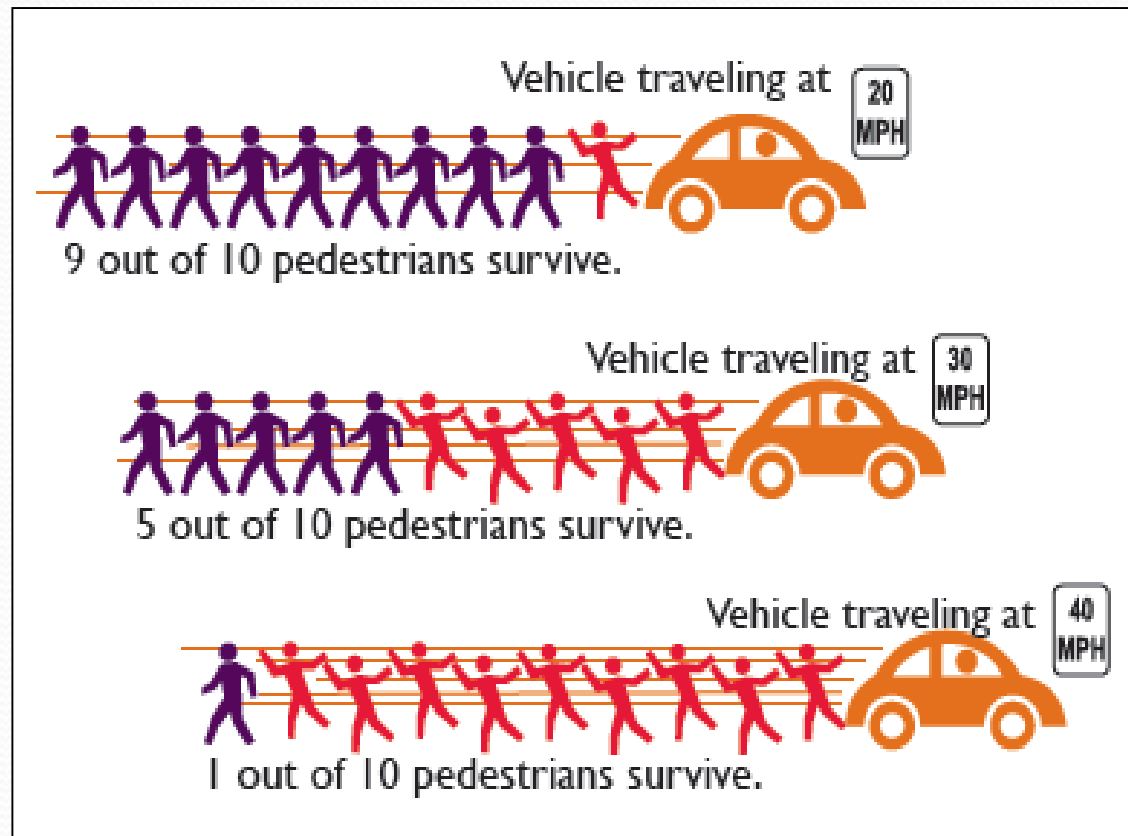 Vehicle traveling at
20
MPH
9 out of 10 pedestrians survive.
Vehicle traveling at
30
MPH
5 out of 10 pedestrians survive.
Vehicle traveling at
40
MPH
1 out of 10 pedestrians survive.